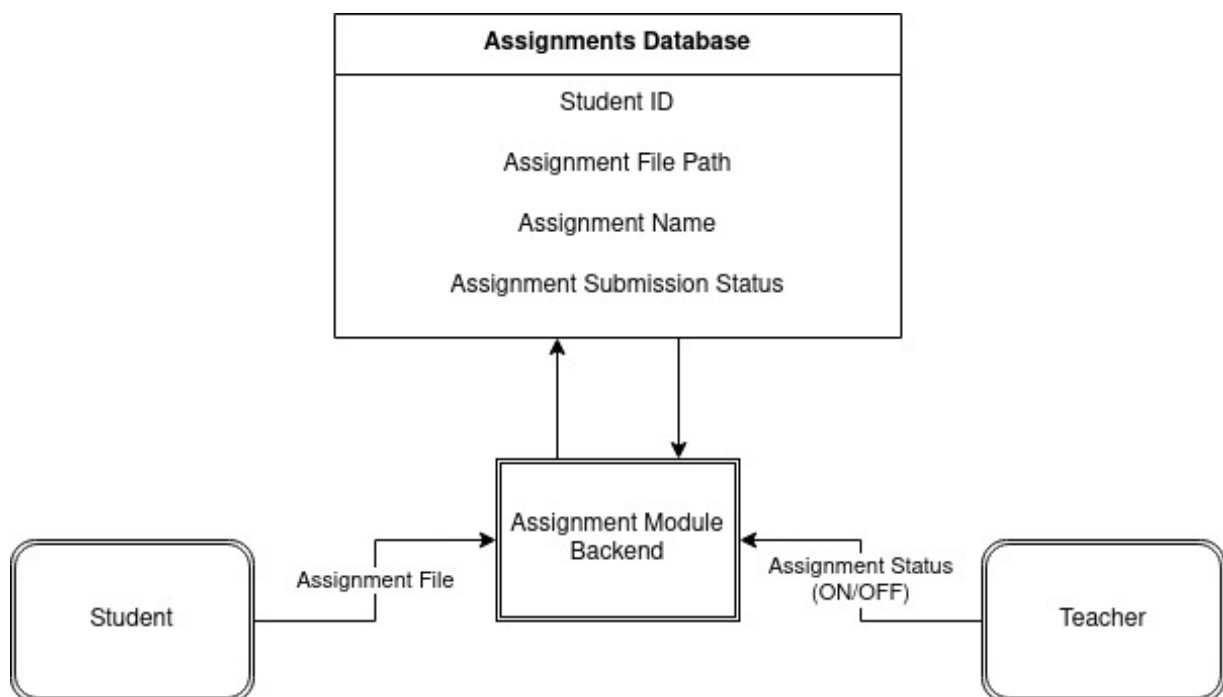 Assignments Database
Student ID
Assignment File Path
Assignment Name
Assignment Submission Status
Assignment Module
Backend
Student
Assignment File
Assignment Status
(ON/OFF)
Teacher